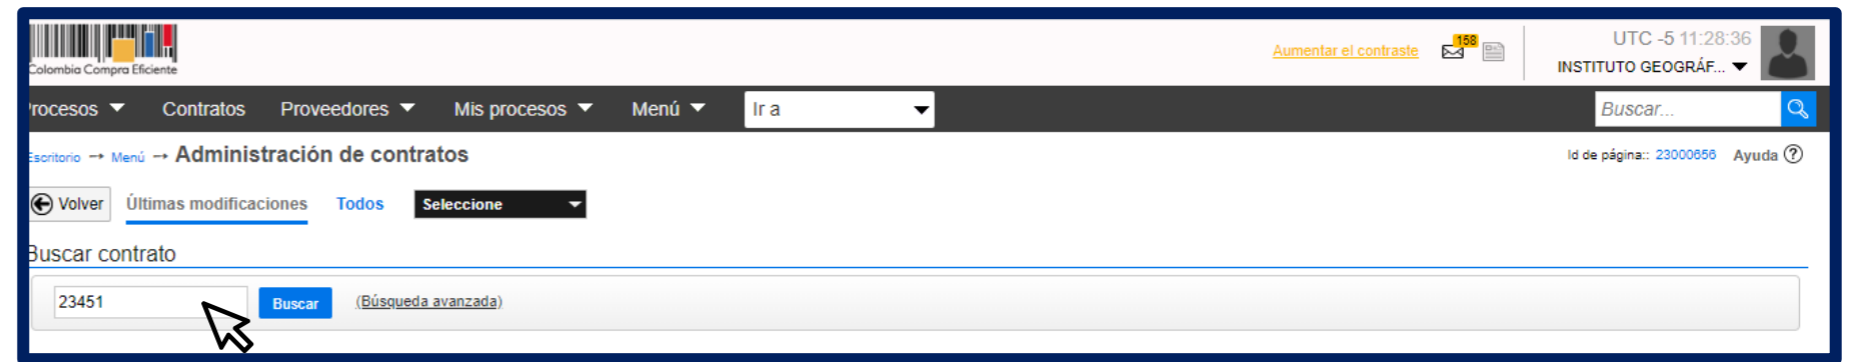 Colombia Compra Eficiente
Aumentar el contraste 158 UTC -5 11:28:36
INSTITUTO GEOGRÁF...
Procesos Contratos Proveedores Mis procesos Menú Ir a Buscar...
Escritorio → Menú → Administración de contratos Id de página:: 23000656 Ayuda ?
Volver Últimas modificaciones Todos Seleccione
Buscar contrato
23451 Buscar (Búsqueda avanzada)